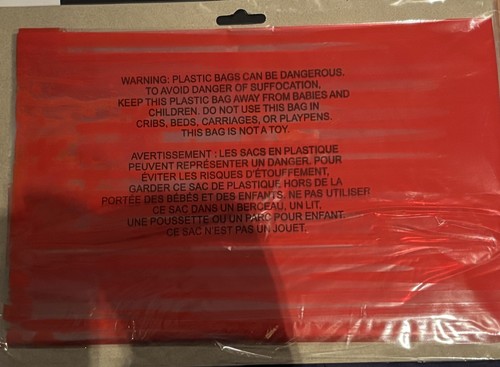 WARNING: PLASTIC BAGS CAN BE DANGEROUS.
TO AVOID DANGER OF SUFFOCATION,
KEEP THIS PLASTIC BAG AWAY FROM BABIES AND
CHILDREN. DO NOT USE THIS BAG IN
CRIBS, BEDS, CARRIAGES, OR PLAYPENS.
THIS BAG IS NOT A TOY.
AVERTISSEMENT : LES SACS EN PLASTIQUE
PEUVENT REPRÉSENTER UN DANGER. POUR
ÉVITER LES RISQUES D'ÉTOUFFEMENT,
GARDER CE SAC DE PLASTIQUE HORS DE LA
PORTÉE DES BÉBÉS ET DES ENFANTS. NE PAS UTILISER
CE SAC DANS UN BERCEAU, UN LIT,
UNE POUSSETTE OU UN PARC POUR ENFANT.
CE SAC N'EST PAS UN JOUET.